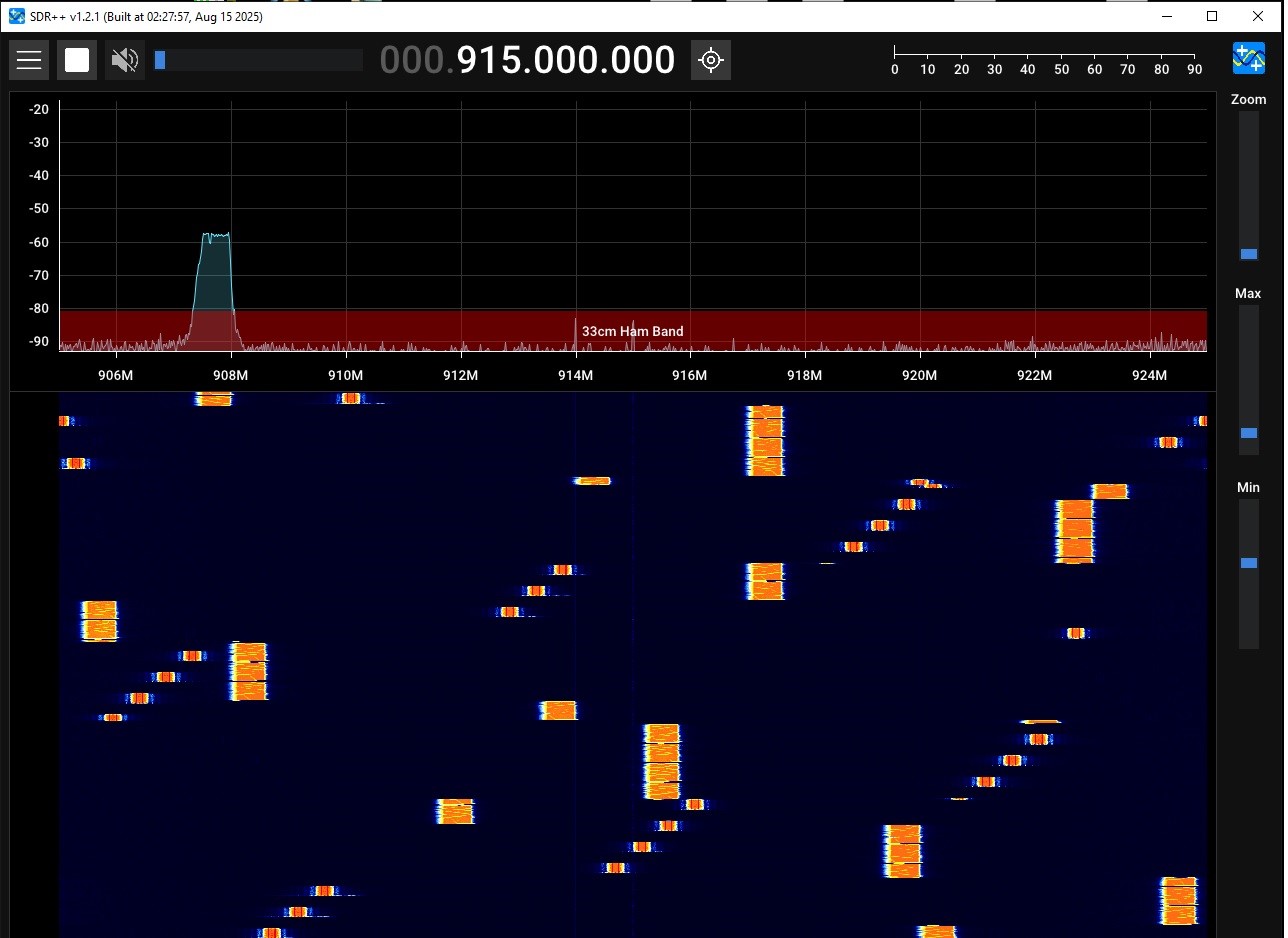 SDR++ v1.2.1 (Built at 02:27:57, Aug 15 2025)
000.915.000.000
0 10 20 30 40 50 60 70 80 90
Zoom
-20
-30
-40
-50
-60
-70
-80
-90
33cm Ham Band
906M 908M 910M 912M 914M 916M 918M 920M 922M 924M
Max
Min